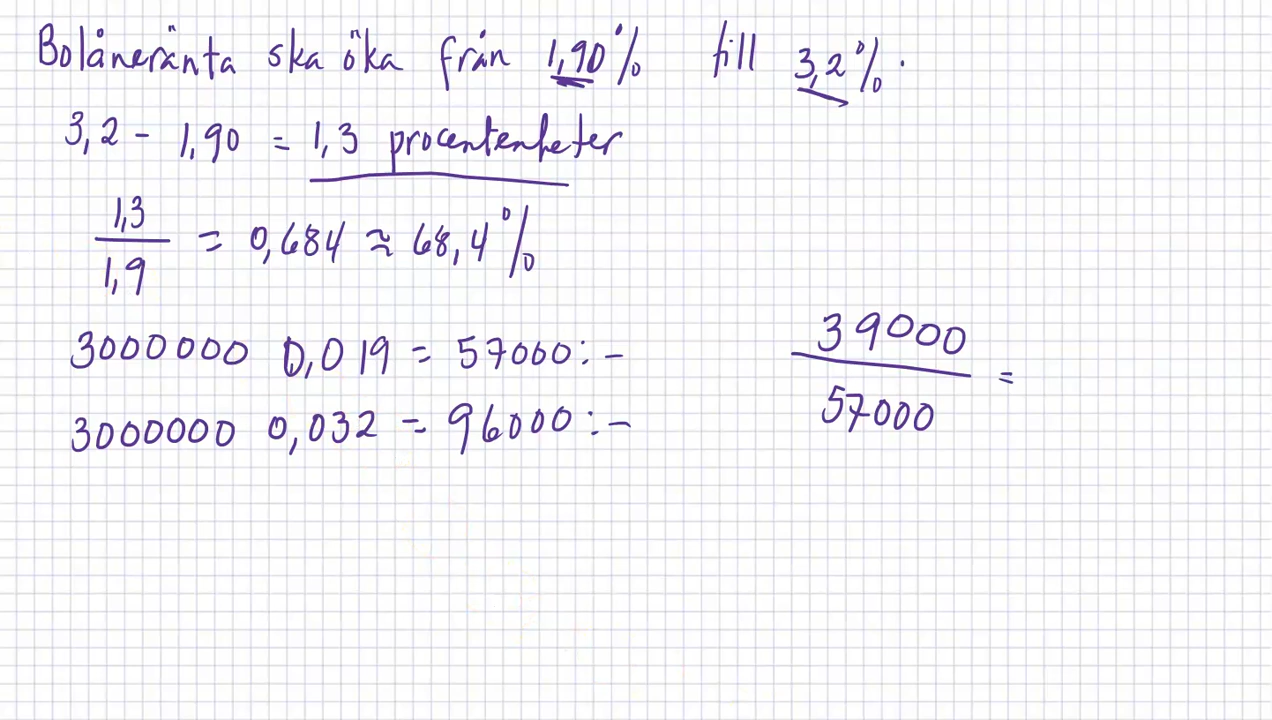 Bolåneränta ska öka från 1,90% till 3,2%.
3,2 - 1,90 = 1,3 procentenheter
1,3
1,9
= 0,684 ≈ 68,4%
3000000 0,019 = 57000:-
3000000 0,032 = 96000:-
39000
57000
=